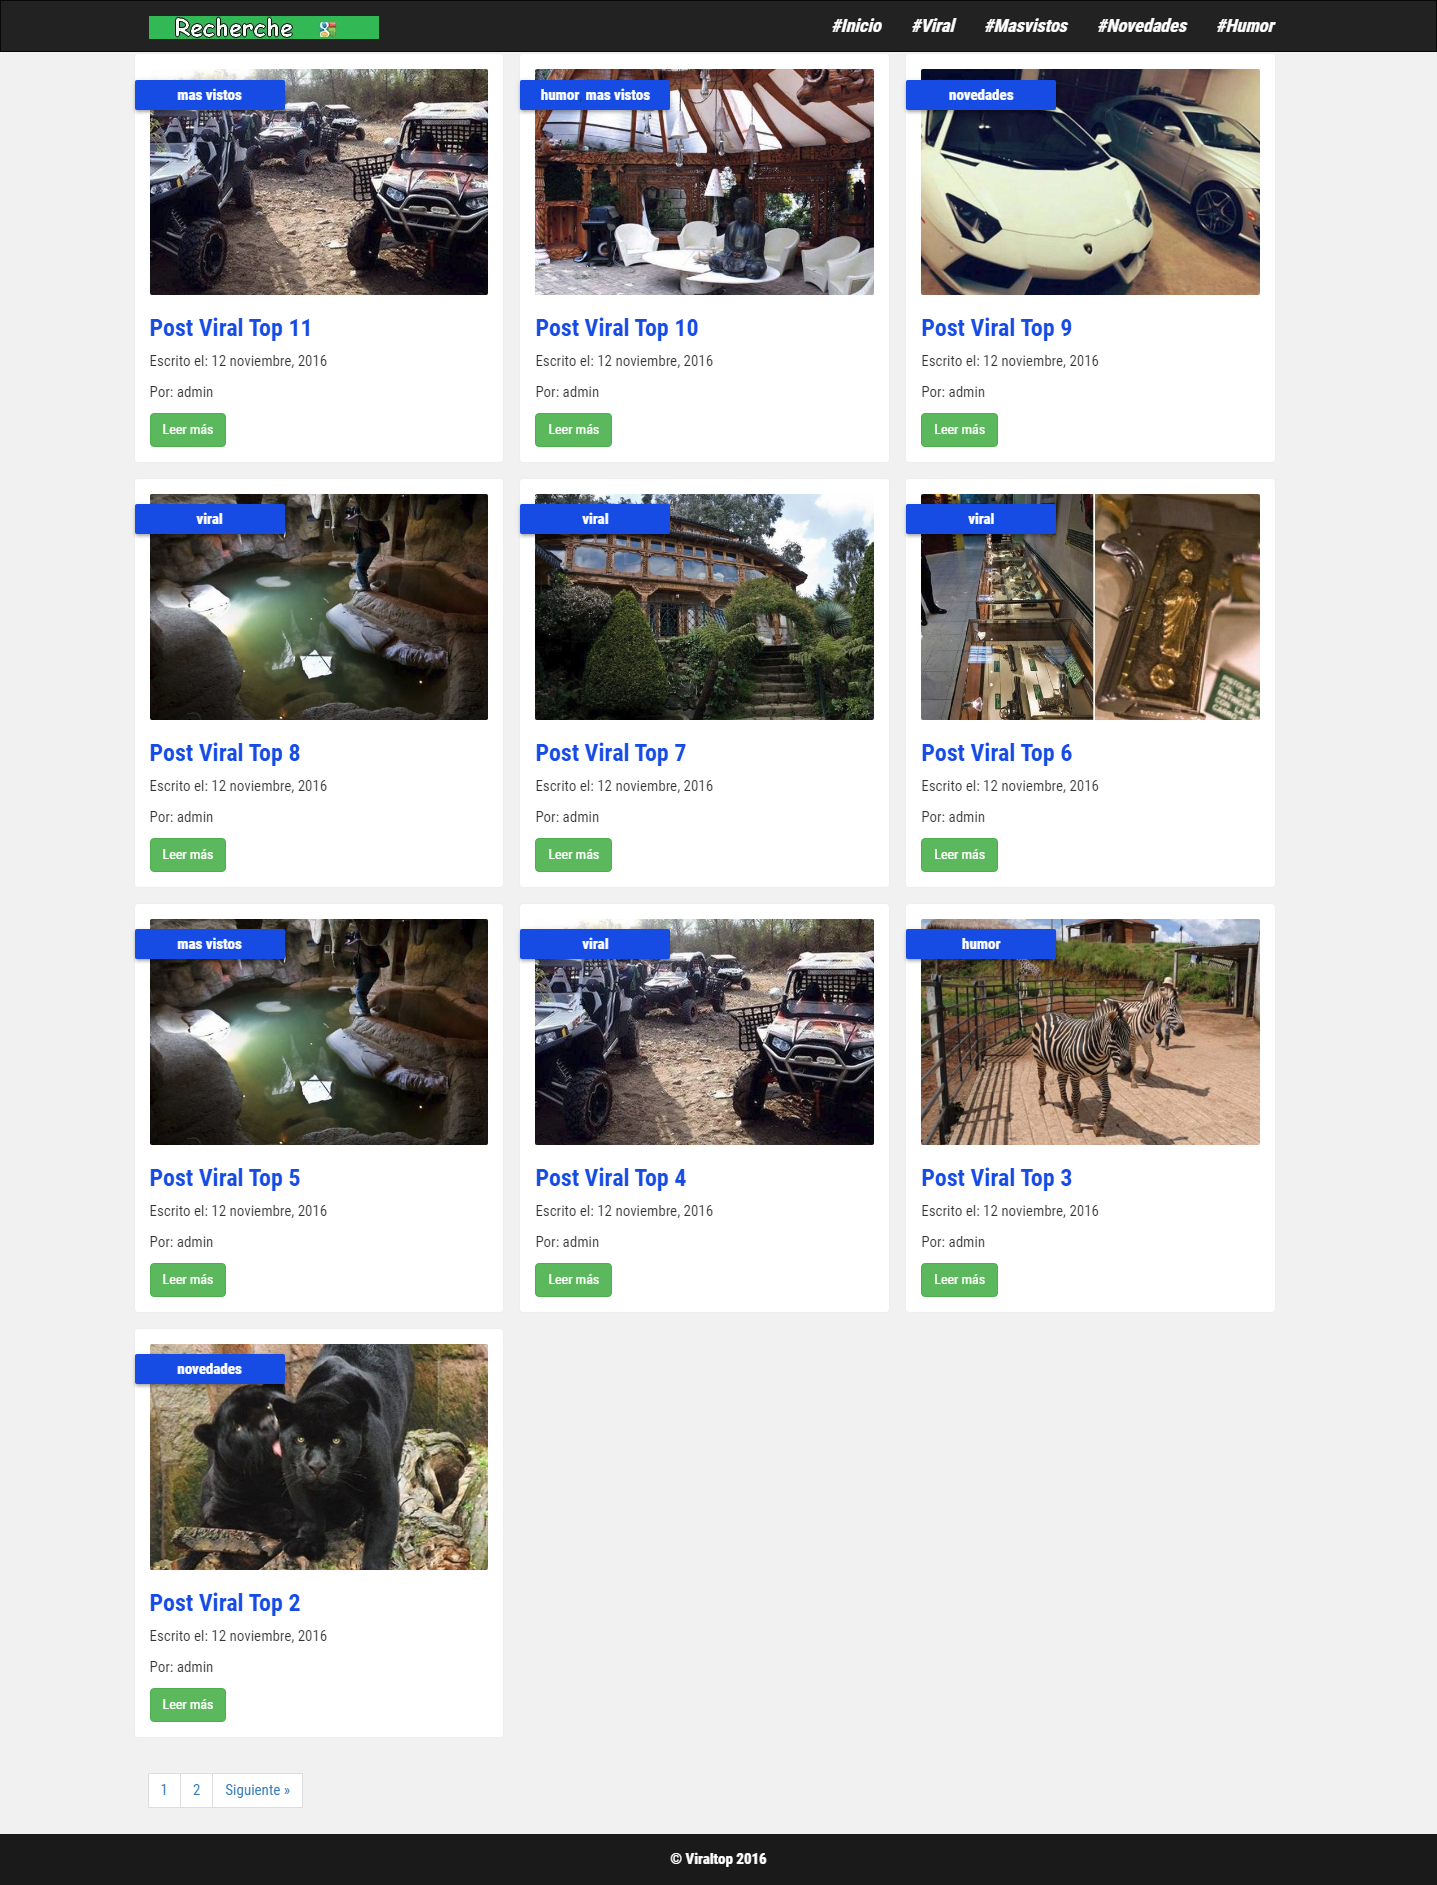 Recherche
#Inicio #Viral #Masvistos #Novedades #Humor
mas vistos
Post Viral Top 11
Escrito el: 12 noviembre, 2016
Por: admin
Leer más
humor mas vistos
Post Viral Top 10
Escrito el: 12 noviembre, 2016
Por: admin
Leer más
novedades
Post Viral Top 9
Escrito el: 12 noviembre, 2016
Por: admin
Leer más
viral
Post Viral Top 8
Escrito el: 12 noviembre, 2016
Por: admin
Leer más
viral
Post Viral Top 7
Escrito el: 12 noviembre, 2016
Por: admin
Leer más
viral
Post Viral Top 6
Escrito el: 12 noviembre, 2016
Por: admin
Leer más
mas vistos
Post Viral Top 5
Escrito el: 12 noviembre, 2016
Por: admin
Leer más
viral
Post Viral Top 4
Escrito el: 12 noviembre, 2016
Por: admin
Leer más
humor
Post Viral Top 3
Escrito el: 12 noviembre, 2016
Por: admin
Leer más
novedades
Post Viral Top 2
Escrito el: 12 noviembre, 2016
Por: admin
Leer más
1 2 Siguiente »
© Viraltop 2016